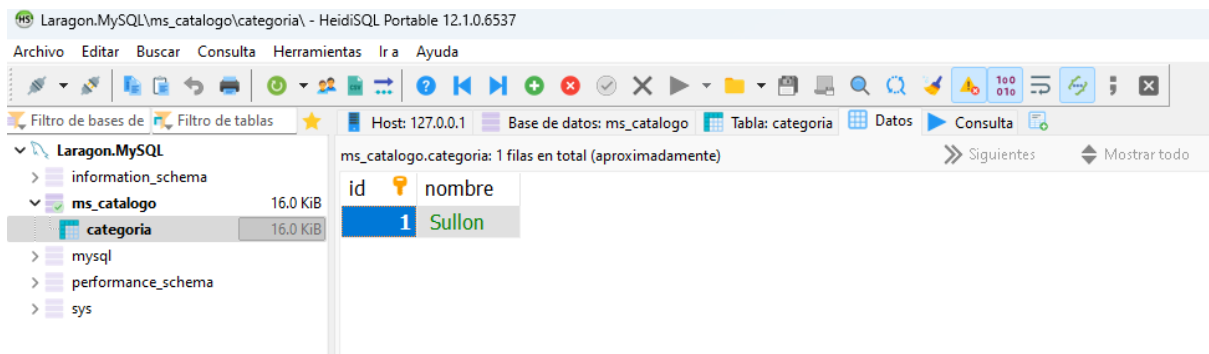 Laragon.MySQL\ms_catalogo\categoria\ - HeidiSQL Portable 12.1.0.6537
Archivo Editar Buscar Consulta Herramientas Ir a Ayuda
Filtro de bases de Filtro de tablas
Host: 127.0.0.1 Base de datos: ms_catalogo Tabla: categoria Datos Consulta
Laragon.MySQL
information_schema
ms_catalogo 16.0 KiB
categoria 16.0 KiB
mysql
performance_schema
sys
ms_catalogo.categoria: 1 filas en total (aproximadamente) Siguientes Mostrar todo
id nombre
1 Sullon